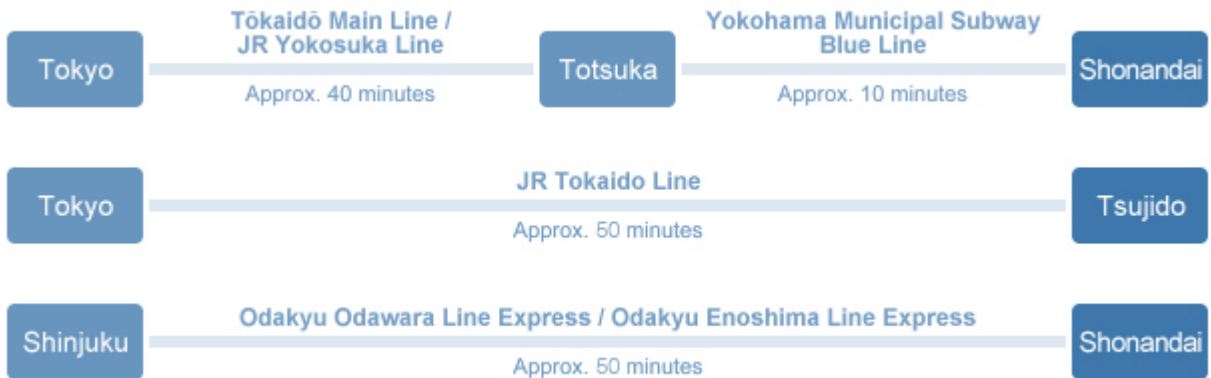 Tōkaidō Main Line /
JR Yokosuka Line
Yokohama Municipal Subway
Blue Line
Tokyo
Totsuka
Shonandai
Approx. 40 minutes
Approx. 10 minutes
JR Tokaido Line
Tokyo
Tsujido
Approx. 50 minutes
Odakyu Odawara Line Express / Odakyu Enoshima Line Express
Shinjuku
Shonandai
Approx. 50 minutes